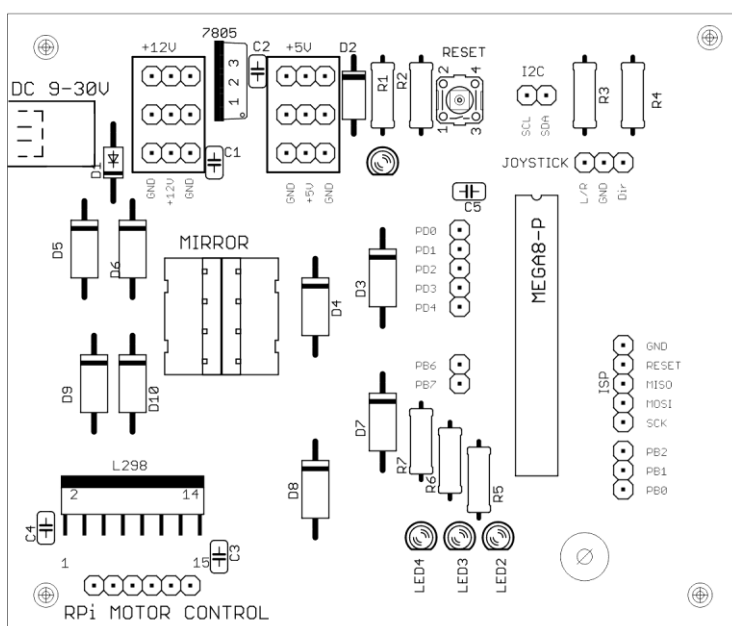 7805
+12V
C2
+5V
D2
RESET
DC 9-30V
1 2 3
R1
R2
2
4
1
3
I2C
SCL
SDA
R3
R4
D1
C1
GND
+12V
GND
GND
+5V
GND
JOYSTICK
L/R
GND
Dir
C5
D5
D6
MIRROR
D4
D3
PD0
PD1
PD2
PD3
PD4
MEGA8-P
PB6
PB7
ISP
GND
RESET
MISO
MOSI
SCK
PB2
PB1
PB0
D9
D10
D7
R7
R6
R5
L298
2
14
D8
C4
C3
1
15
LED4
LED3
LED2
RPi MOTOR CONTROL